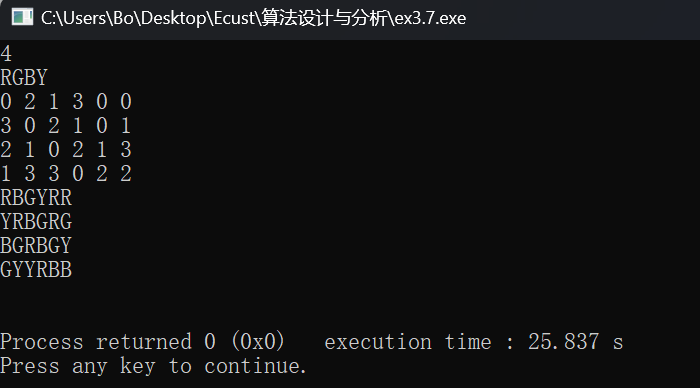 C:\Users\Bo\Desktop\Ecust\算法设计与分析\ex3.7.exe
4
RGBY
0 2 1 3 0 0
3 0 2 1 0 1
2 1 0 2 1 3
1 3 3 0 2 2
RBGYRR
YRBGRG
BGRBGY
GYYRBB
Process returned 0 (0x0)   execution time : 25.837 s
Press any key to continue.